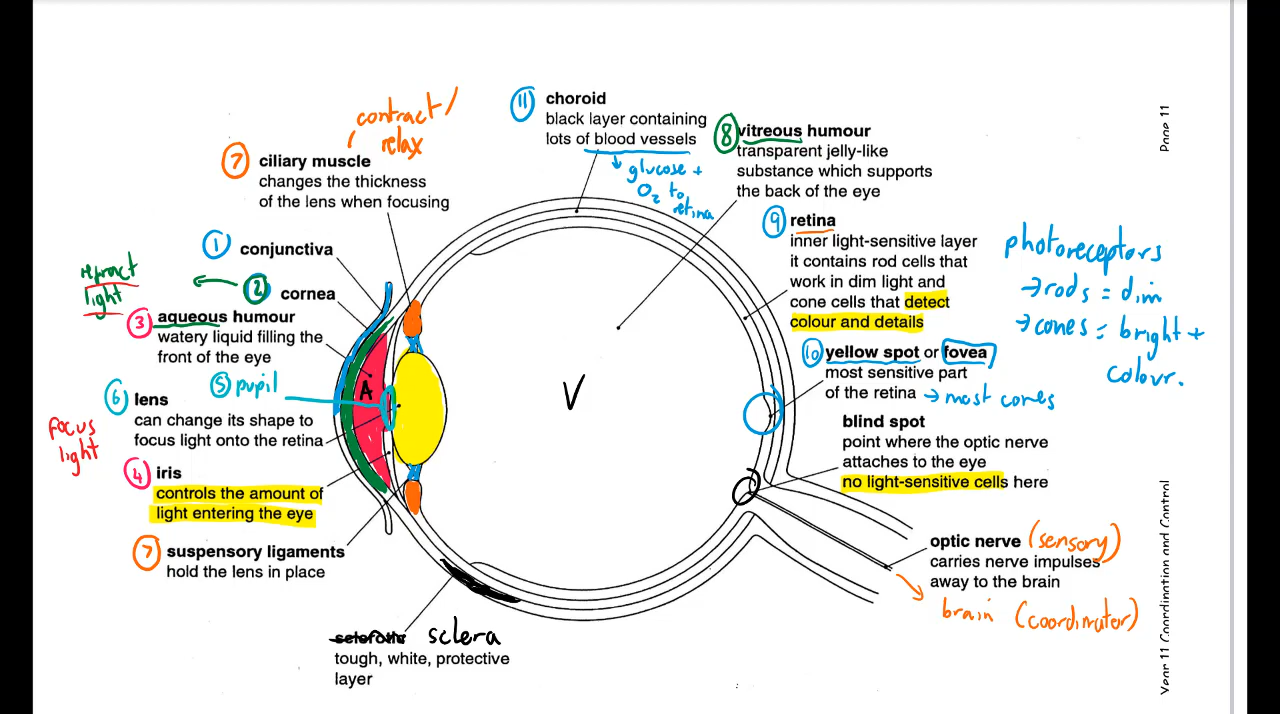 Page 11
contract /
relax
⑦ ciliary muscle
changes the thickness
of the lens when focusing
⑪ choroid
black layer containing
lots of blood vessels
↓ glucose +
O₂ to
retina
⑧ vitreous humour
transparent jelly-like
substance which supports
the back of the eye
① conjunctiva
② cornea
refract
light
③ aqueous humour
watery liquid filling the
front of the eye
A
⑤ pupil
⑥ lens
can change its shape to
focus light onto the retina
focus
light
④ iris
controls the amount of
light entering the eye
⑦ suspensory ligaments
hold the lens in place
sclera
tough, white, protective
layer
V
⑨ retina
inner light-sensitive layer
it contains rod cells that
work in dim light and
cone cells that detect
colour and details
photoreceptors
→ rods = dim
→ cones = bright +
colour.
⑩ yellow spot or fovea
most sensitive part
of the retina → most cones
blind spot
point where the optic nerve
attaches to the eye
no light-sensitive cells here
optic nerve (sensory)
carries nerve impulses
away to the brain
brain (coordinator)
Year 11 Coordination and Control